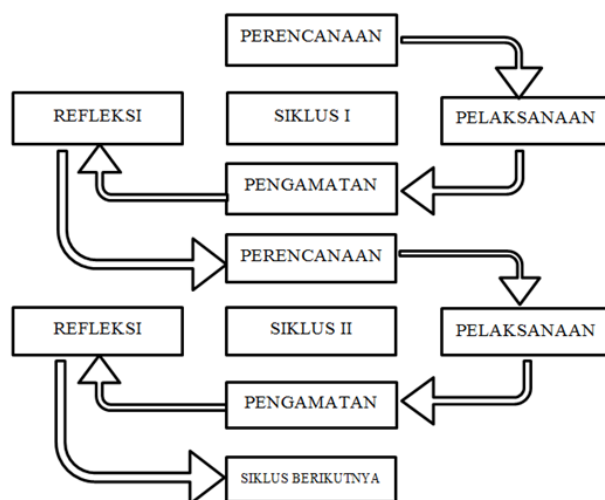 PERENCANAAN
REFLEKSI
SIKLUS I
PELAKSANAAN
PENGAMATAN
PERENCANAAN
REFLEKSI
SIKLUS II
PELAKSANAAN
PENGAMATAN
SIKLUS BERIKUTNYA